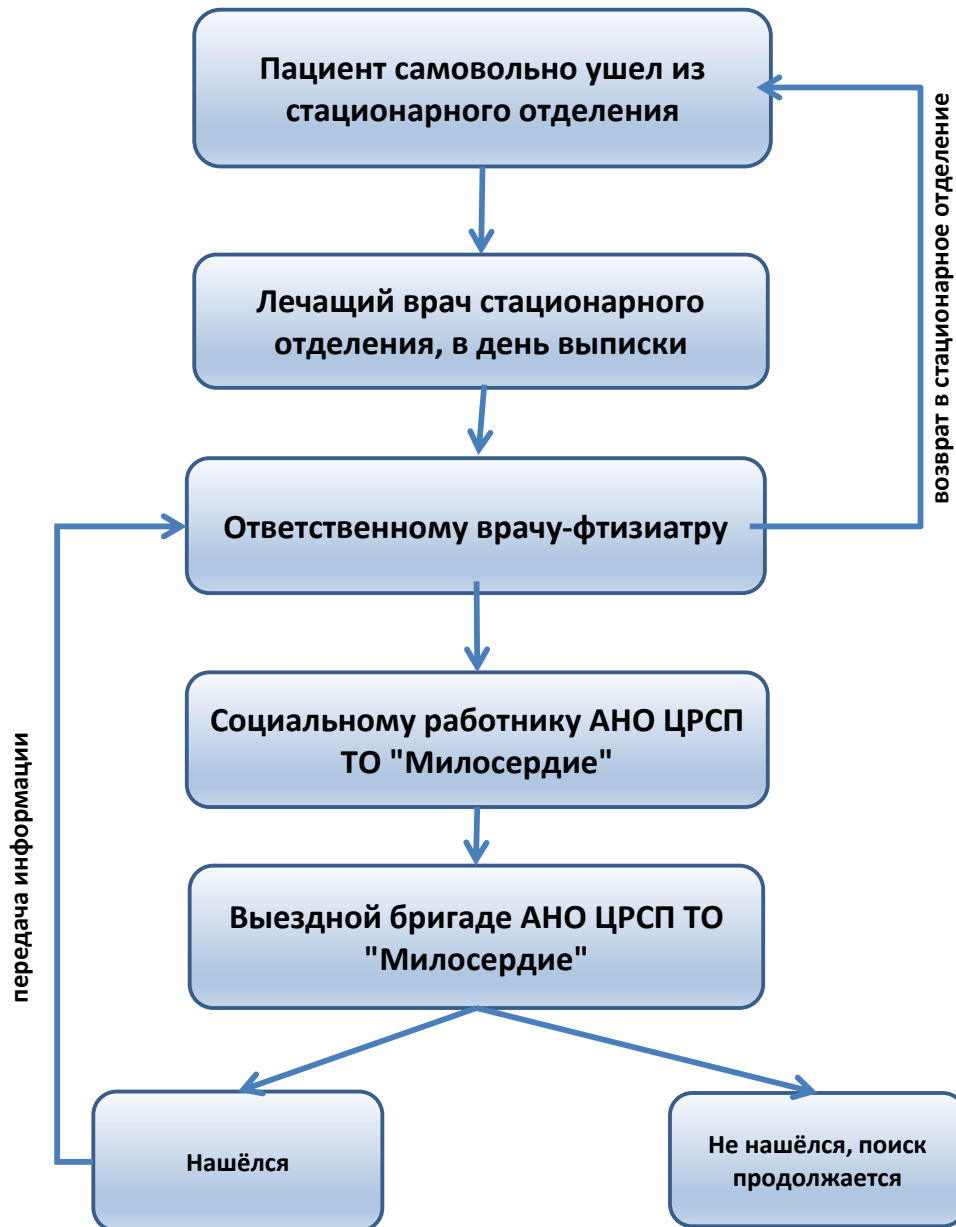 Пациент самовольно ушел из
стационарного отделения
Лечащий врач стационарного
отделения, в день выписки
Ответственному врачу-фтизиатру
возврат в стационарное отделение
Социальному работнику АНО ЦРСП
ТО "Милосердие"
Выездной бригаде АНО ЦРСП ТО
"Милосердие"
передача информации
Нашёлся
Не нашёлся, поиск
продолжается